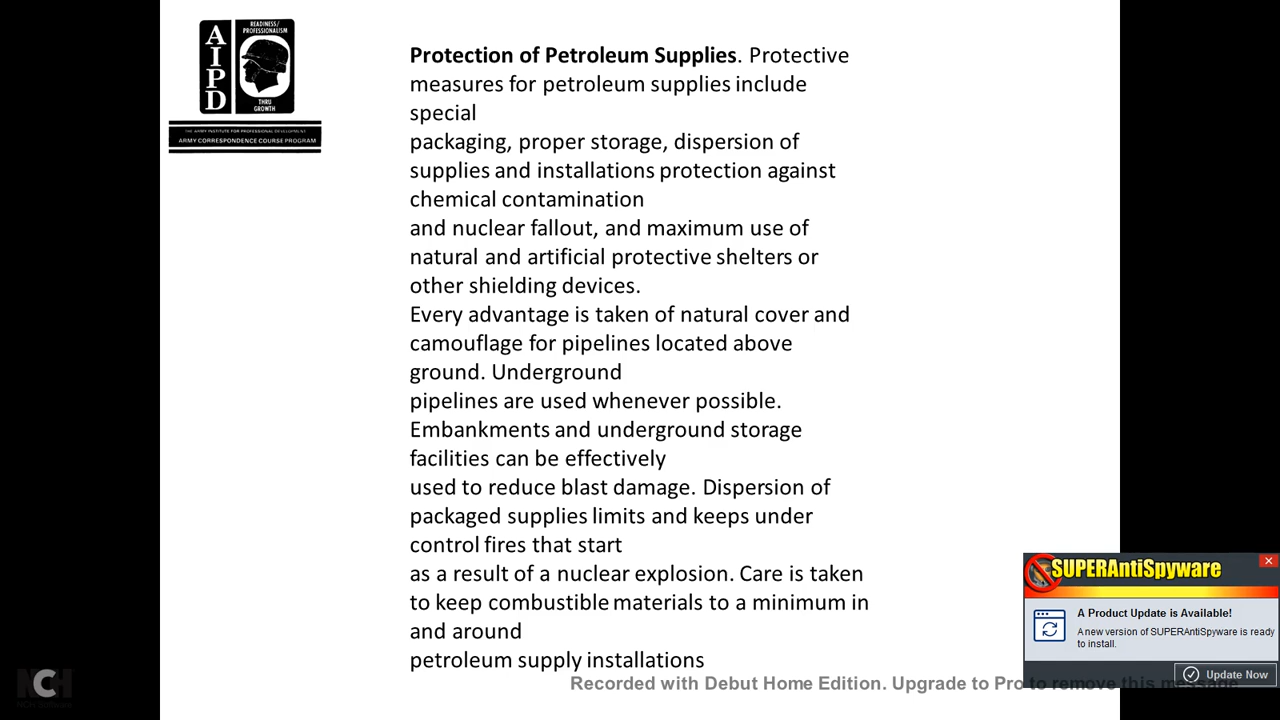 READINESS/
PROFESSIONALISM
AIPD
THRU
GROWTH
THE ARMY INSTITUTE FOR PROFESSIONAL DEVELOPMENT
ARMY CORRESPONDENCE COURSE PROGRAM
Protection of Petroleum Supplies. Protective
measures for petroleum supplies include
special
packaging, proper storage, dispersion of
supplies and installations protection against
chemical contamination
and nuclear fallout, and maximum use of
natural and artificial protective shelters or
other shielding devices.
Every advantage is taken of natural cover and
camouflage for pipelines located above
ground. Underground
pipelines are used whenever possible.
Embankments and underground storage
facilities can be effectively
used to reduce blast damage. Dispersion of
packaged supplies limits and keeps under
control fires that start
as a result of a nuclear explosion. Care is taken
to keep combustible materials to a minimum in
and around
petroleum supply installations
SUPERAntiSpyware
A Product Update is Available!
A new version of SUPERAntiSpyware is ready
to install.
Update Now
NCH
NCH Software
Recorded with Debut Home Edition. Upgrade to Pro to remove this message